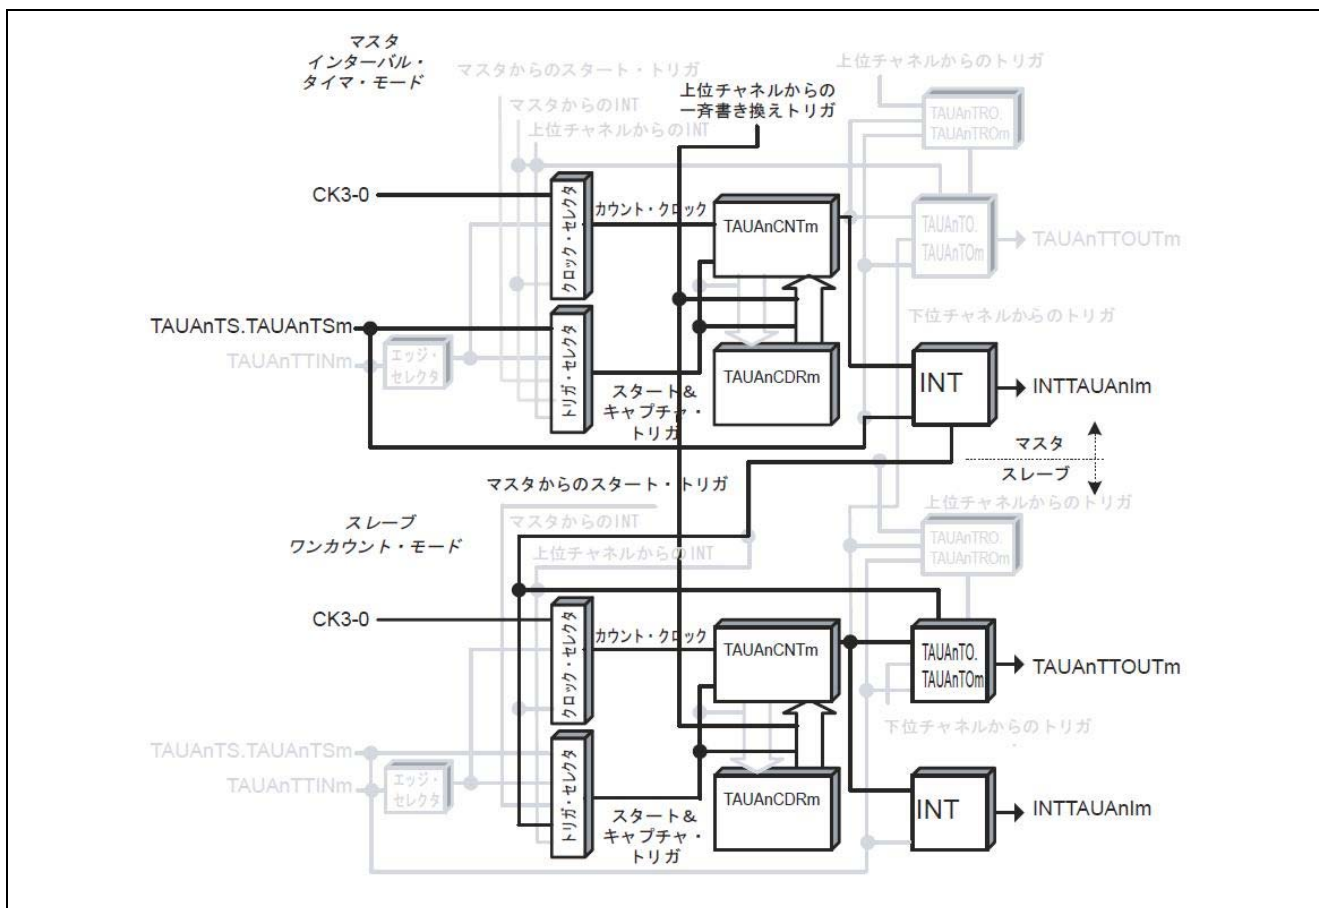 マスタ
インターバル・
タイマ・モード
マスタからのスタート・トリガ
マスタからのINT
上位チャネルからのINT
上位チャネルからの
一斉書き換えトリガ
上位チャネルからのトリガ
TAUAnTRO.
TAUAnTROm
CK3-0
クロック・セレクタ
カウント・クロック
TAUAnCNTm
TAUAnTO.
TAUAnTOm
TAUAnTTOUTm
TAUAnTS.TAUAnTSm
TAUAnTTINm
エッジ・
セレクタ
トリガ・セレクタ
スタート&
キャプチャ・
トリガ
TAUAnCDRm
下位チャネルからのトリガ
INT
INTTAUAnIm
マスタ
スレーブ
マスタからのスタート・トリガ
マスタからのINT
上位チャネルからのINT
スレーブ
ワンカウント・モード
上位チャネルからのトリガ
TAUAnTRO.
TAUAnTROm
CK3-0
クロック・セレクタ
カウント・クロック
TAUAnCNTm
TAUAnTO.
TAUAnTOm
TAUAnTTOUTm
下位チャネルからのトリガ
TAUAnTS.TAUAnTSm
TAUAnTTINm
エッジ・
セレクタ
トリガ・セレクタ
スタート&
キャプチャ・
トリガ
TAUAnCDRm
INT
INTTAUAnIm